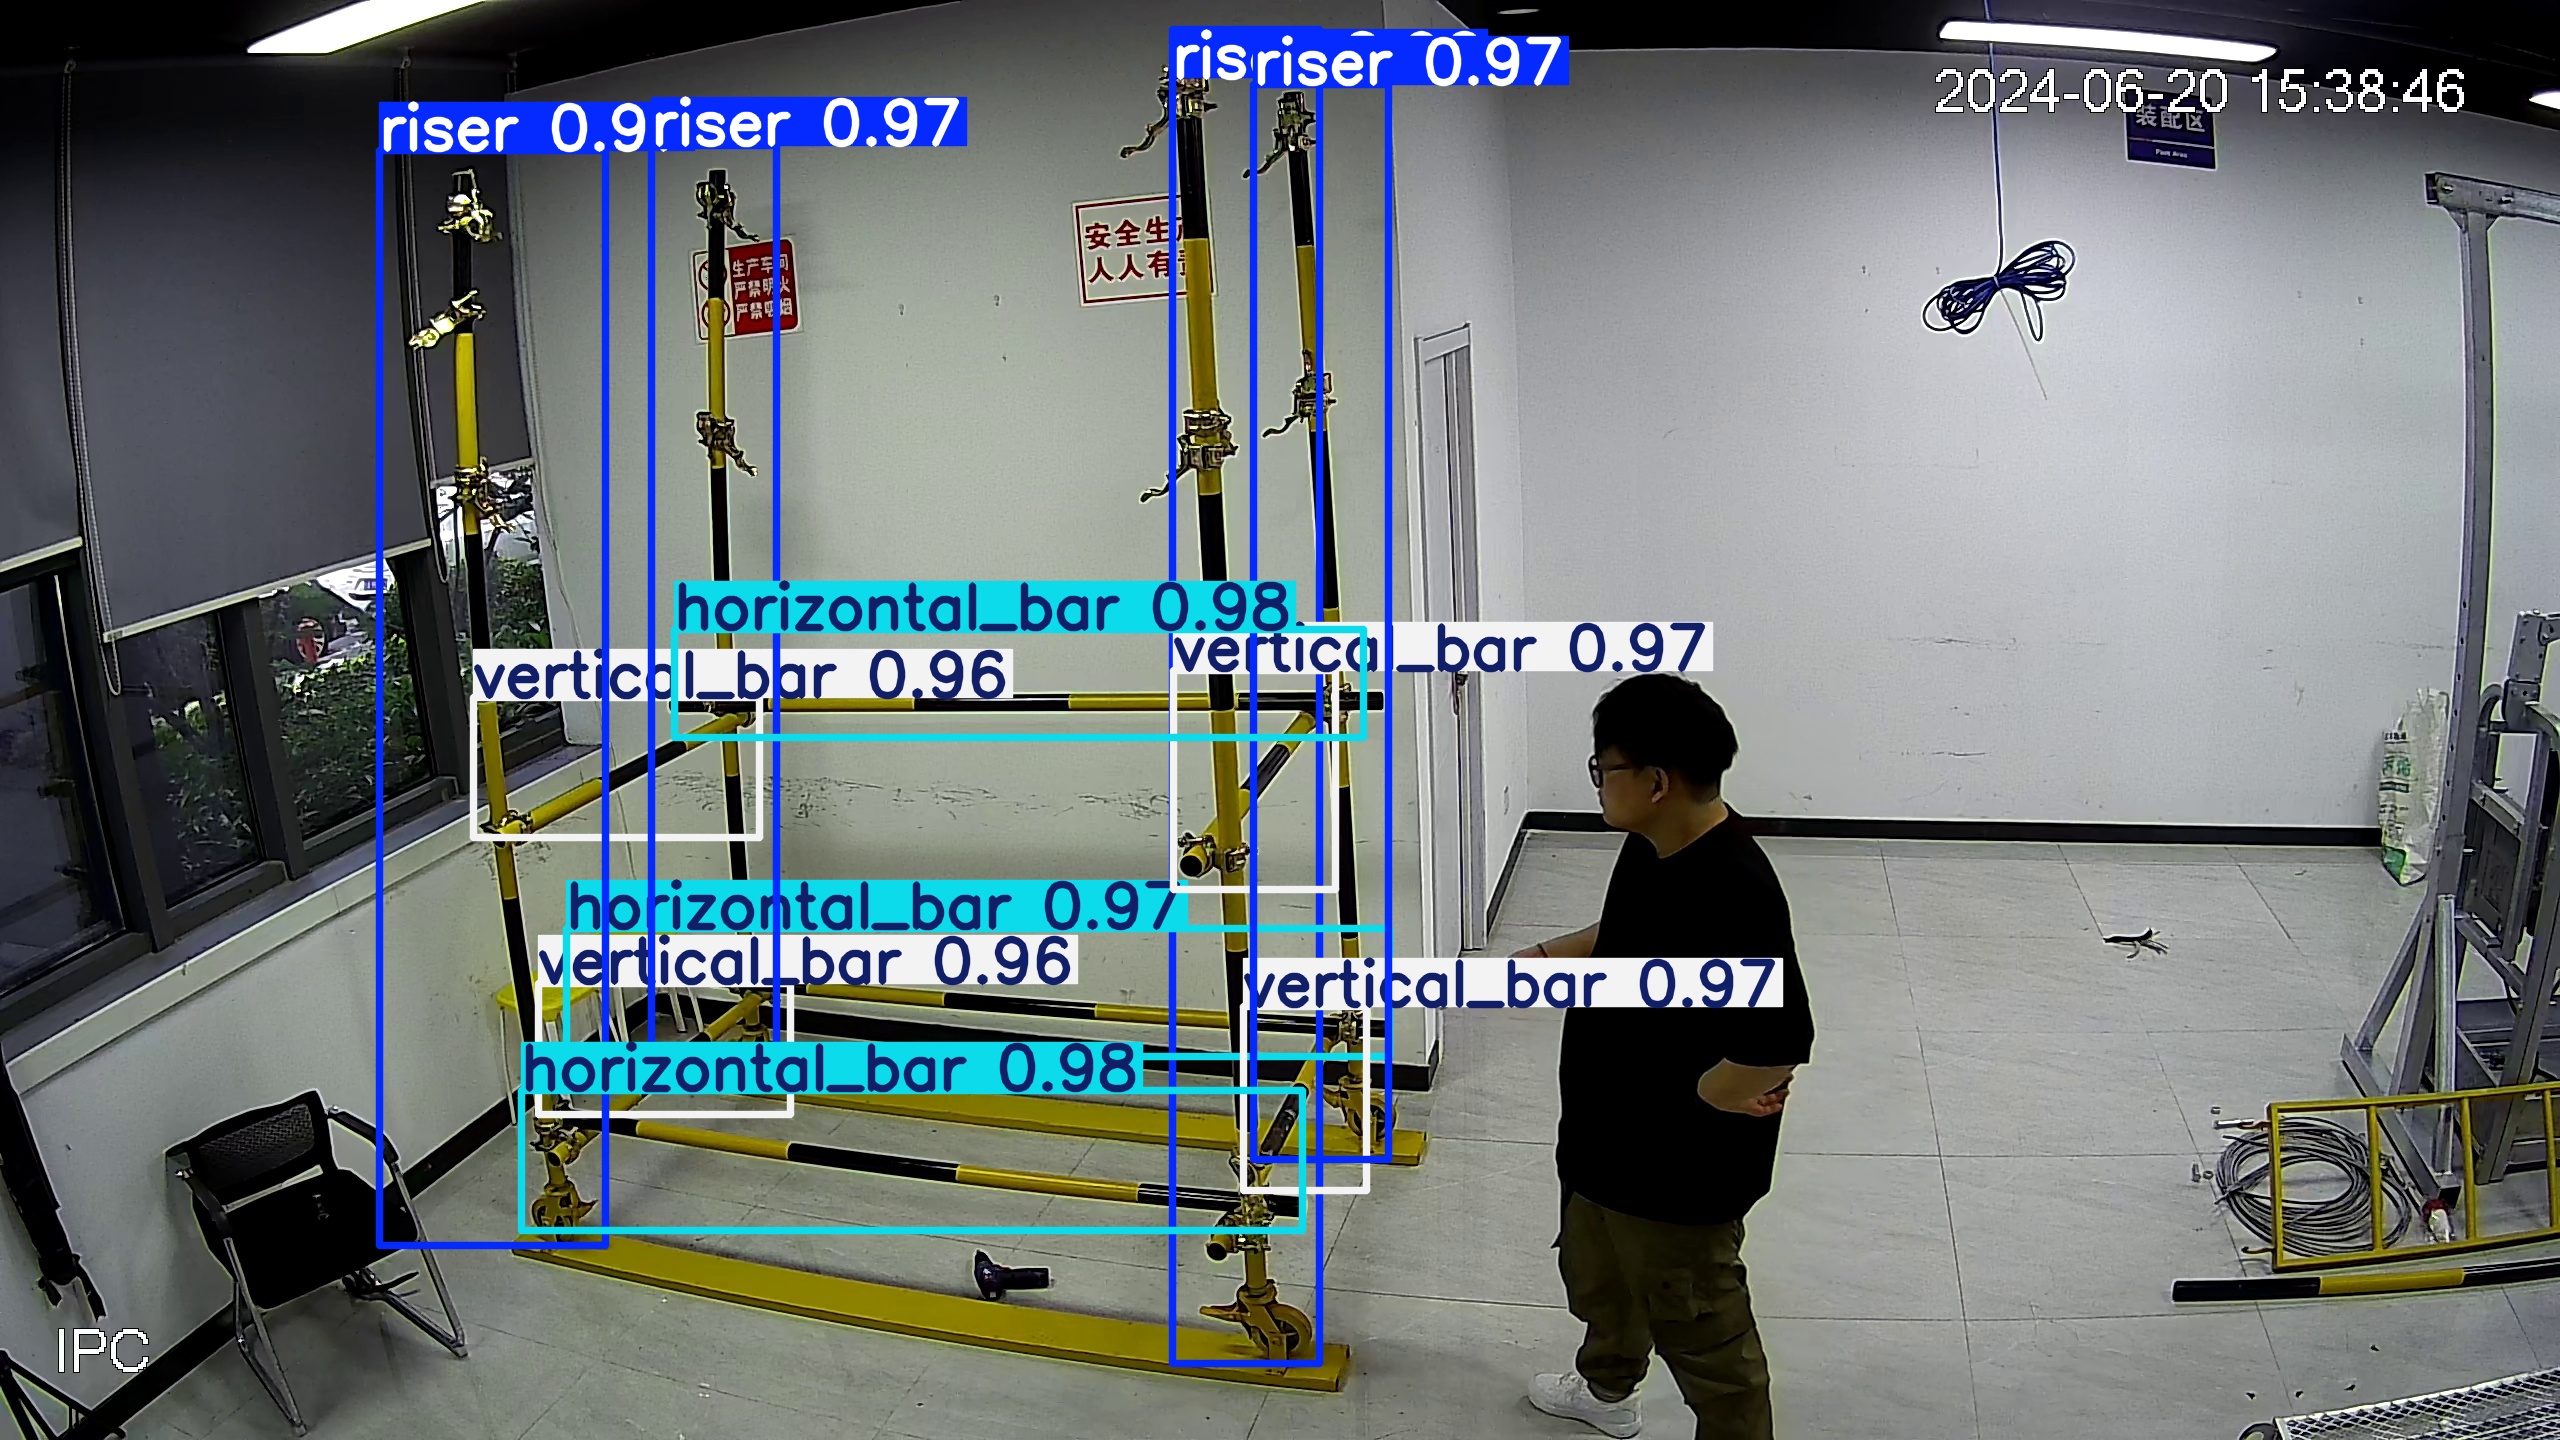 riser 0.97
riser 0.9
riser 0.97
2024-06-20 15:38:46
装配区
安全生产
人人有责
生产车间
严禁明火
严禁吸烟
horizontal_bar 0.98
vertical_bar 0.97
vertical_bar 0.96
horizontal_bar 0.97
vertical_bar 0.96
vertical_bar 0.97
horizontal_bar 0.98
IPC